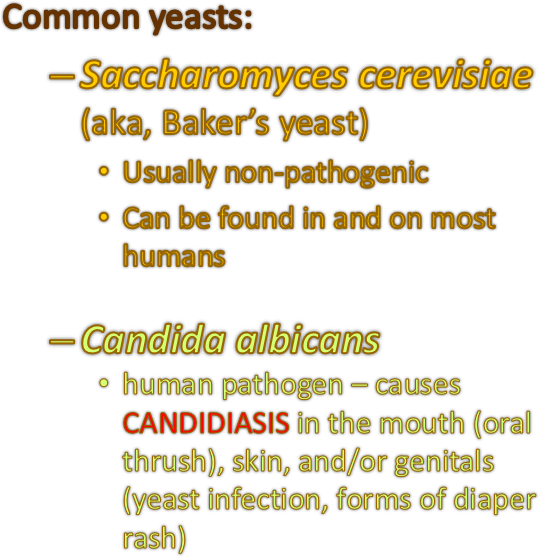 Common yeasts:
– Saccharomyces cerevisiae
(aka, Baker's yeast)
• Usually non-pathogenic
• Can be found in and on most
humans
– Candida albicans
• human pathogen – causes
CANDIDIASIS in the mouth (oral
thrush), skin, and/or genitals
(yeast infection, forms of diaper
rash)